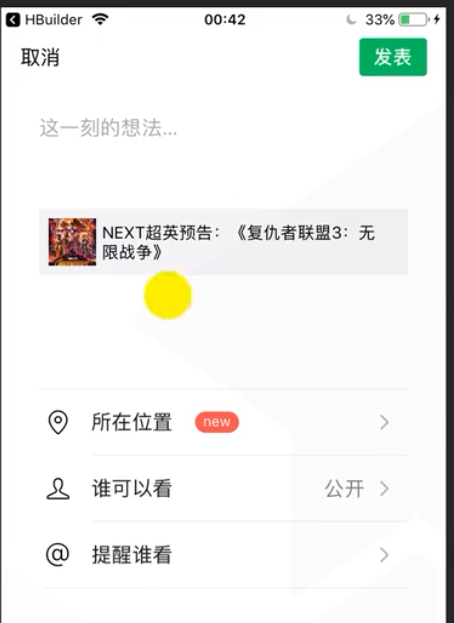 HBuilder 00:42 33%
取消 发表
这一刻的想法...
NEXT超英预告：《复仇者联盟3：无
限战争》
所在位置 new
谁可以看 公开
@ 提醒谁看